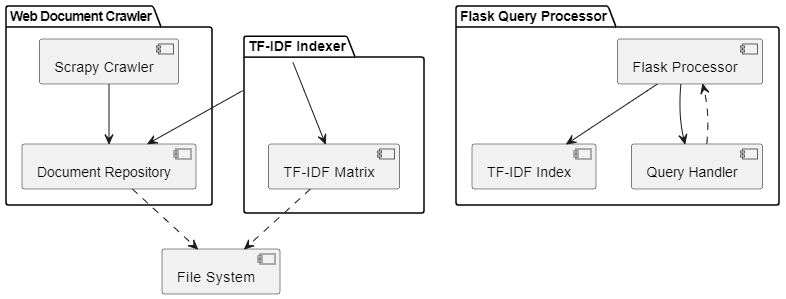 Web Document Crawler
Scrapy Crawler
Document Repository
TF-IDF Indexer
TF-IDF Matrix
File System
Flask Query Processor
Flask Processor
TF-IDF Index
Query Handler